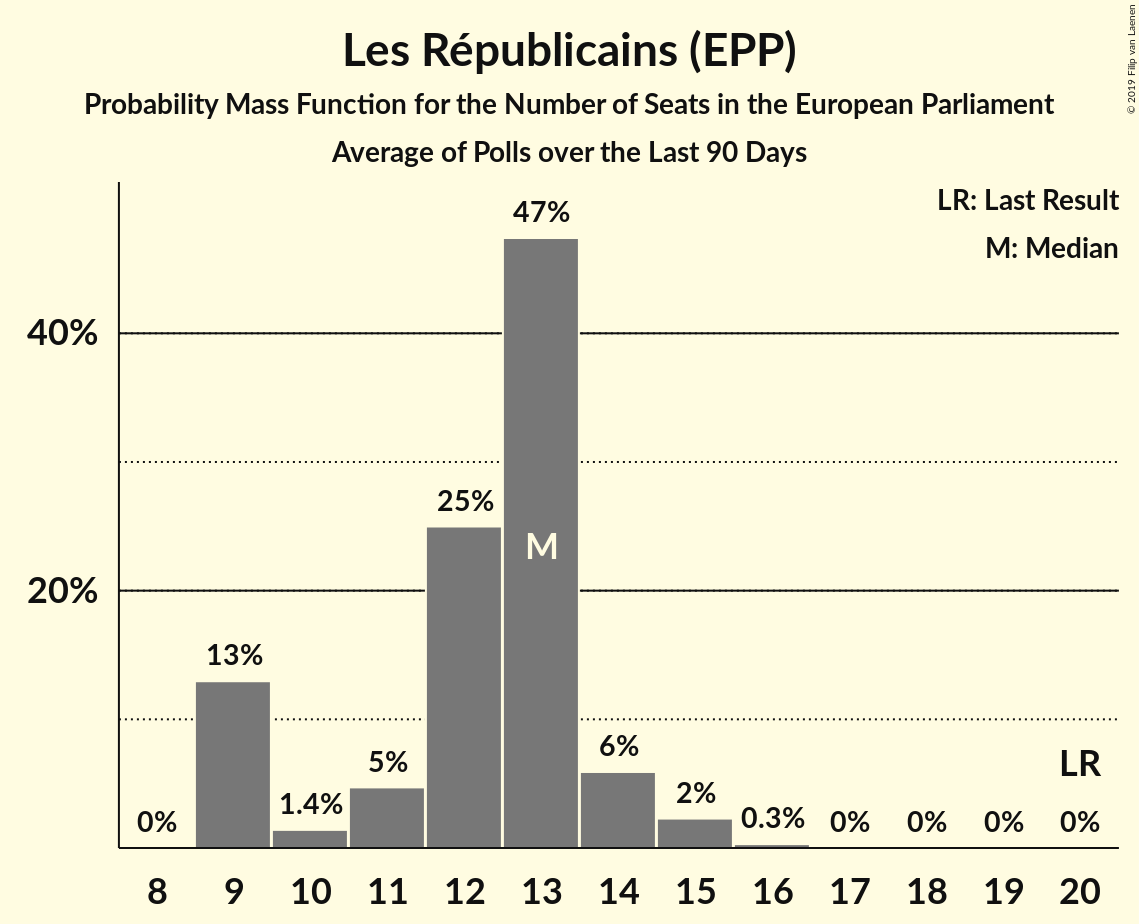 Les Républicains (EPP)
Probability Mass Function for the Number of Seats in the European Parliament
Average of Polls over the Last 90 Days
© 2019 Filip van Laenen
LR: Last Result
M: Median
40%
20%
0%
13%
1.4%
5%
25%
47%
M
6%
2%
0.3%
0%
0%
0%
LR
0%
8 9 10 11 12 13 14 15 16 17 18 19 20